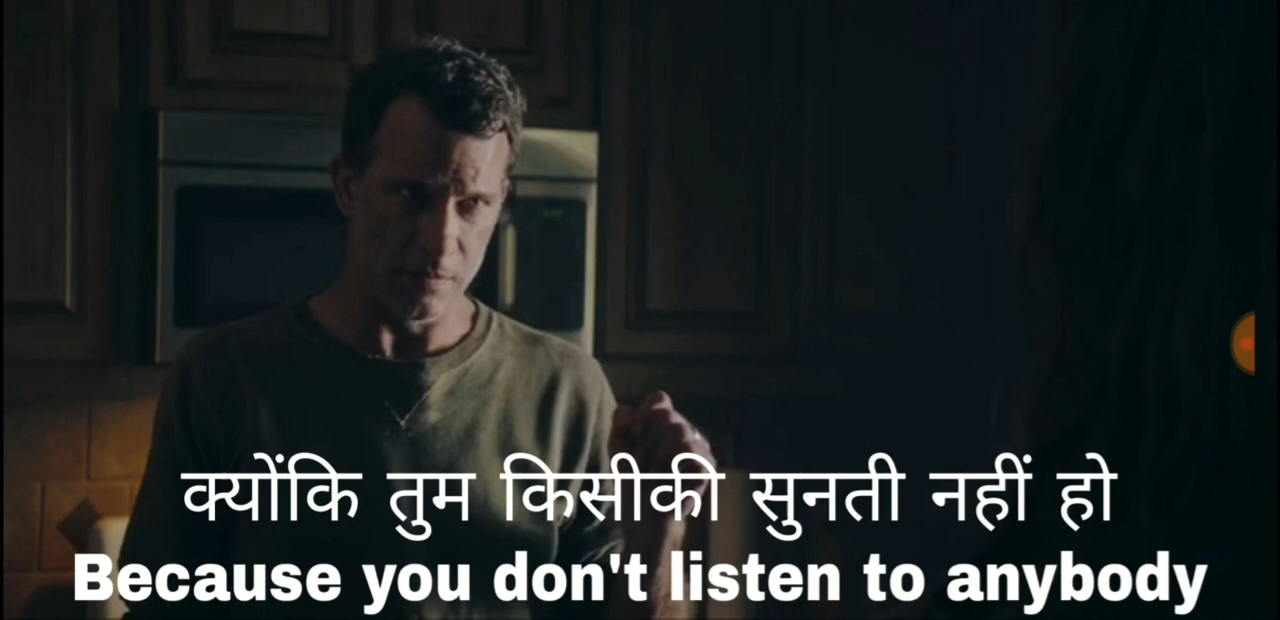 क्योंकि तुम किसीकी सुनती नहीं हो
Because you don't listen to anybody